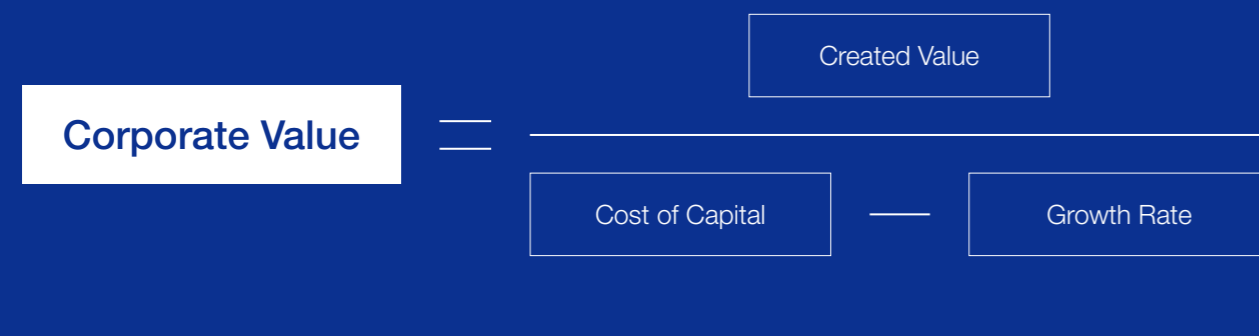 Created Value
Corporate Value
Cost of Capital
Growth Rate